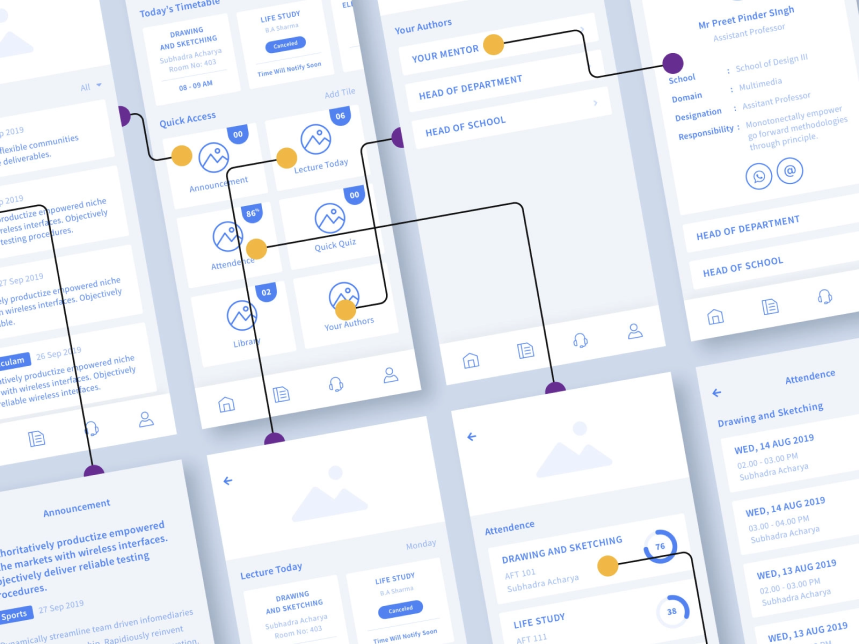 All
Sep 2019
flexible communities
deliverables.
Sep 2019
productize empowered niche
wireless interfaces. Objectively
testing procedures.
27 Sep 2019
productize empowered niche
with wireless interfaces. Objectively
26 Sep 2019
productize empowered niche
with wireless interfaces. Objectively
reliable wireless interfaces.
Today's Timetable
DRAWING
AND SKETCHING
Subhadra Acharya
Room No: 403
08 - 09 AM
LIFE STUDY
B.A Sharma
Canceled
Time Will Notify Soon
Add Tile
Quick Access
00
Announcement
06
Lecture Today
86%
Attendence
00
Quick Quiz
02
Library
Your Authors
Your Authors
YOUR MENTOR
HEAD OF DEPARTMENT
HEAD OF SCHOOL
Mr Preet Pinder SIngh
Assistant Professor
School : School of Design III
Domain : Multimedia
Designation : Assitant Professor
Responsibility : Monotonectally empower
go forward methodologies
through principle.
HEAD OF DEPARTMENT
HEAD OF SCHOOL
Announcement
productize empowered
markets with wireless interfaces.
deliver reliable testing
Sports 27 Sep 2019
streamline team driven infomediaries
Rapidiously reinvent
Lecture Today
Monday
DRAWING
AND SKETCHING
Subhadra Acharya
Room No: 403
LIFE STUDY
B.A Sharma
Canceled
Time Will Notify Soon
Attendence
DRAWING AND SKETCHING
AFT 101
Subhadra Acharya
76
LIFE STUDY
AFT 111
38
Attendence
Drawing and Sketching
WED, 14 AUG 2019
02.00 - 03.00 PM
Subhadra Acharya
WED, 14 AUG 2019
03.00 - 04.00 PM
Subhadra Acharya
WED, 13 AUG 2019
02.00 - 03.00 PM
Subhadra Acharya
WED, 13 AUG 2019